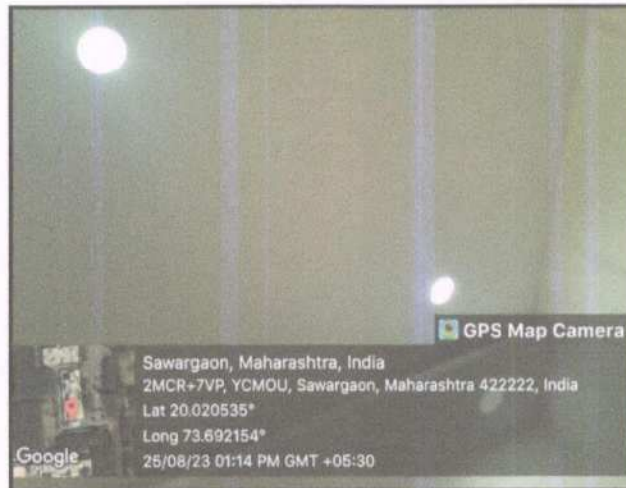 GPS Map Camera
Sawargaon, Maharashtra, India
2MCR+7VP, YCMOU, Sawargaon, Maharashtra 422222, India
Lat 20.020535°
Long 73.692154°
25/08/23 01:14 PM GMT +05:30
Google